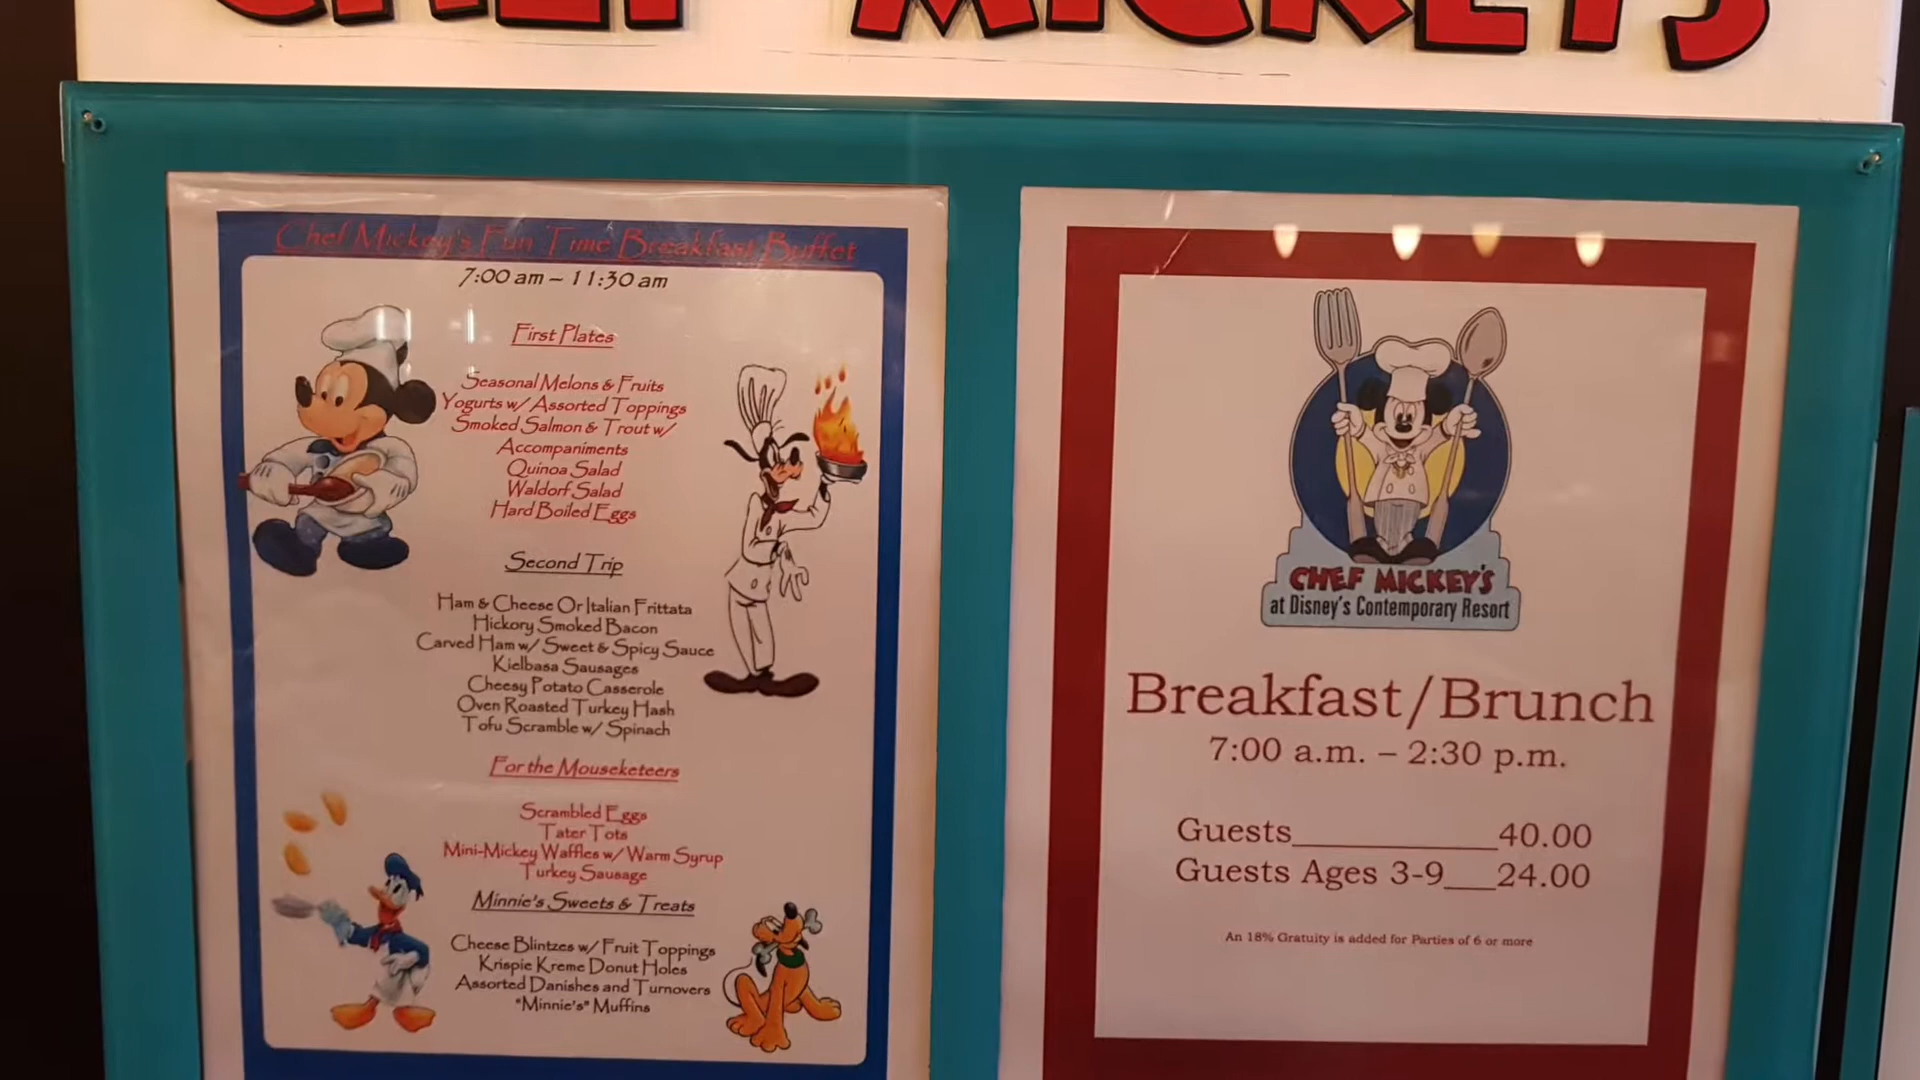 CHEF MICKEYS
Chef Mickey's Fun Time Breakfast Buffet
7:00 am – 11:30 am
First Plates
Seasonal Melons & Fruits
Yogurts w/ Assorted Toppings
Smoked Salmon & Trout w/
Accompaniments
Quinoa Salad
Waldorf Salad
Hard Boiled Eggs
Second Trip
Ham & Cheese Or Italian Frittata
Hickory Smoked Bacon
Carved Ham w/ Sweet & Spicy Sauce
Kielbasa Sausages
Cheesy Potato Casserole
Oven Roasted Turkey Hash
Tofu Scramble w/ Spinach
For the Mouseketeers
Scrambled Eggs
Tater Tots
Mini-Mickey Waffles w/ Warm Syrup
Turkey Sausage
Minnie's Sweets & Treats
Cheese Blintzes w/ Fruit Toppings
Krispie Kreme Donut Holes
Assorted Danishes and Turnovers
"Minnie's" Muffins
CHEF MICKEY'S
at Disney's Contemporary Resort
Breakfast/Brunch
7:00 a.m. – 2:30 p.m.
Guests___________40.00
Guests Ages 3-9___24.00
An 18% Gratuity is added for Parties of 6 or more